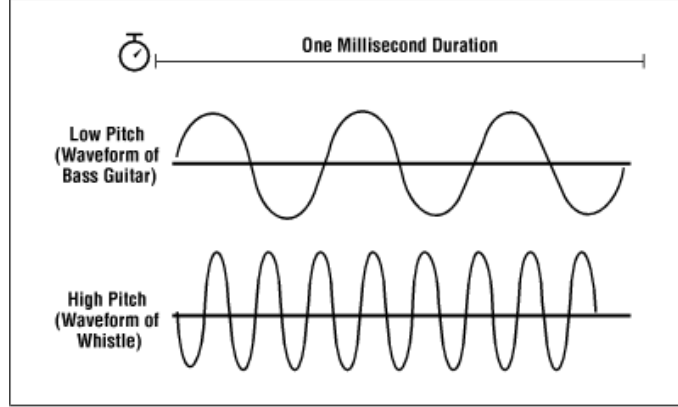 One Millisecond Duration
Low Pitch
(Waveform of
Bass Guitar)
High Pitch
(Waveform of
Whistle)